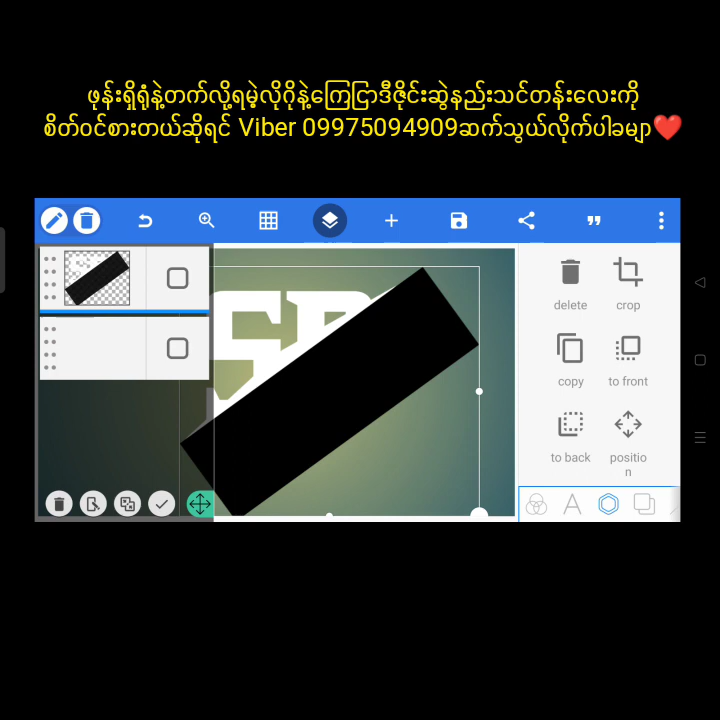 ဖုန်းရှိရုံနဲ့တက်လို့ရမဲ့လိုဂိုနဲ့ကြော်ငြာဒီဇိုင်းဆွဲနည်းသင်တန်းလေးကို
စိတ်ဝင်စားတယ်ဆိုရင် Viber 09975094909ဆက်သွယ်လိုက်ပါခမျာ❤️
delete
crop
copy
to front
to back
positio
n